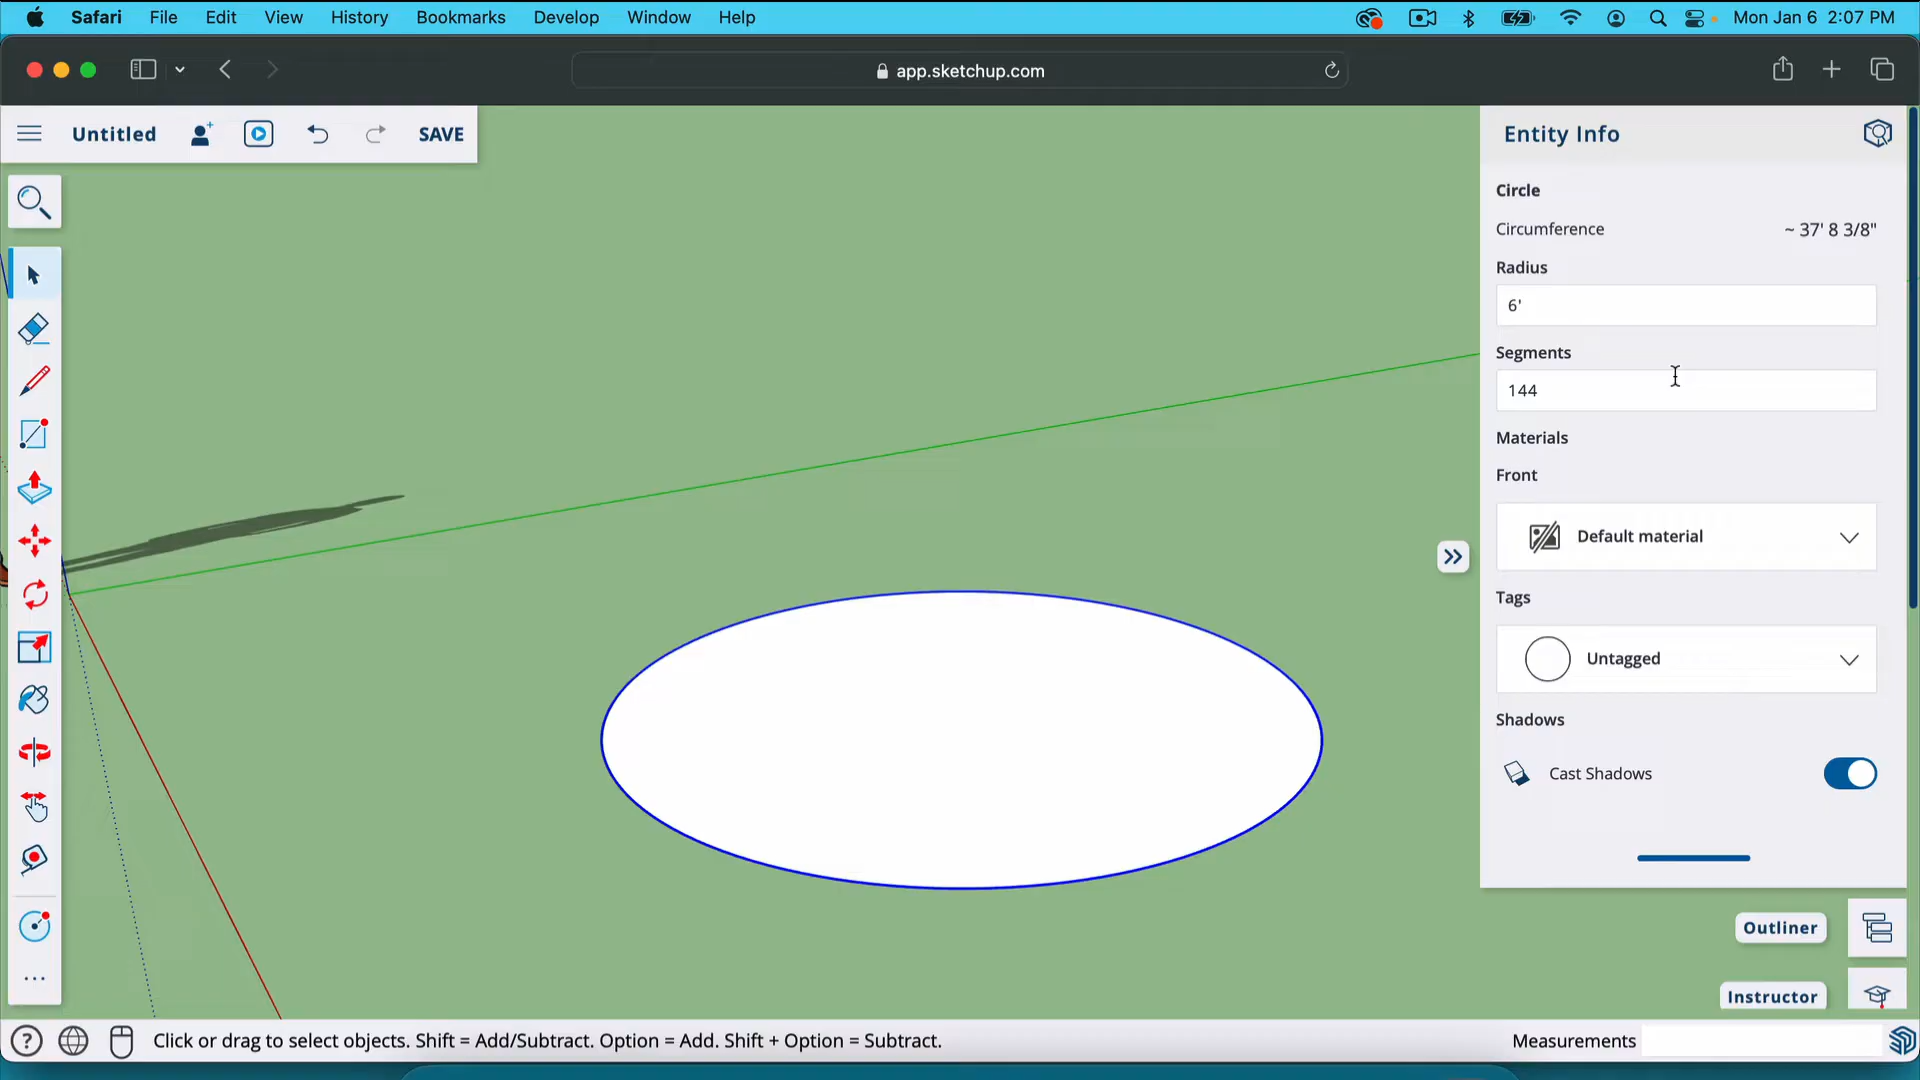 Safari File Edit View History Bookmarks Develop Window Help Mon Jan 6 2:07 PM
app.sketchup.com
Untitled SAVE
Entity Info
Circle
Circumference ~ 37' 8 3/8"
Radius
6'
Segments
144
Materials
Front
Default material
Tags
Untagged
Shadows
Cast Shadows
Outliner
Instructor
Click or drag to select objects. Shift = Add/Subtract. Option = Add. Shift + Option = Subtract.
Measurements